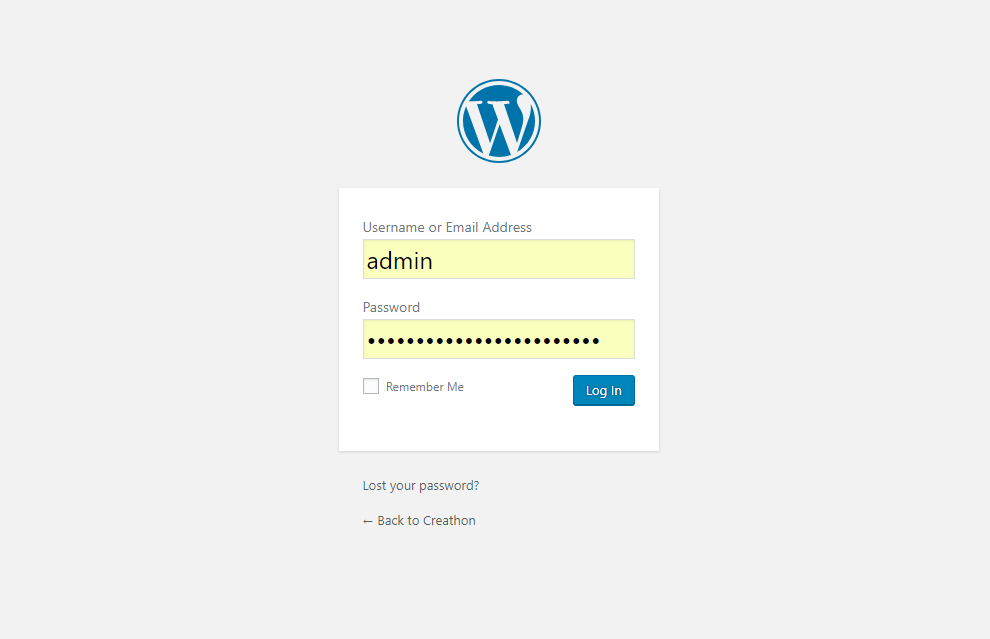 Username or Email Address
admin
Password
••••••••••••••••••••••••
Remember Me
Log In
Lost your password?
← Back to Creathon